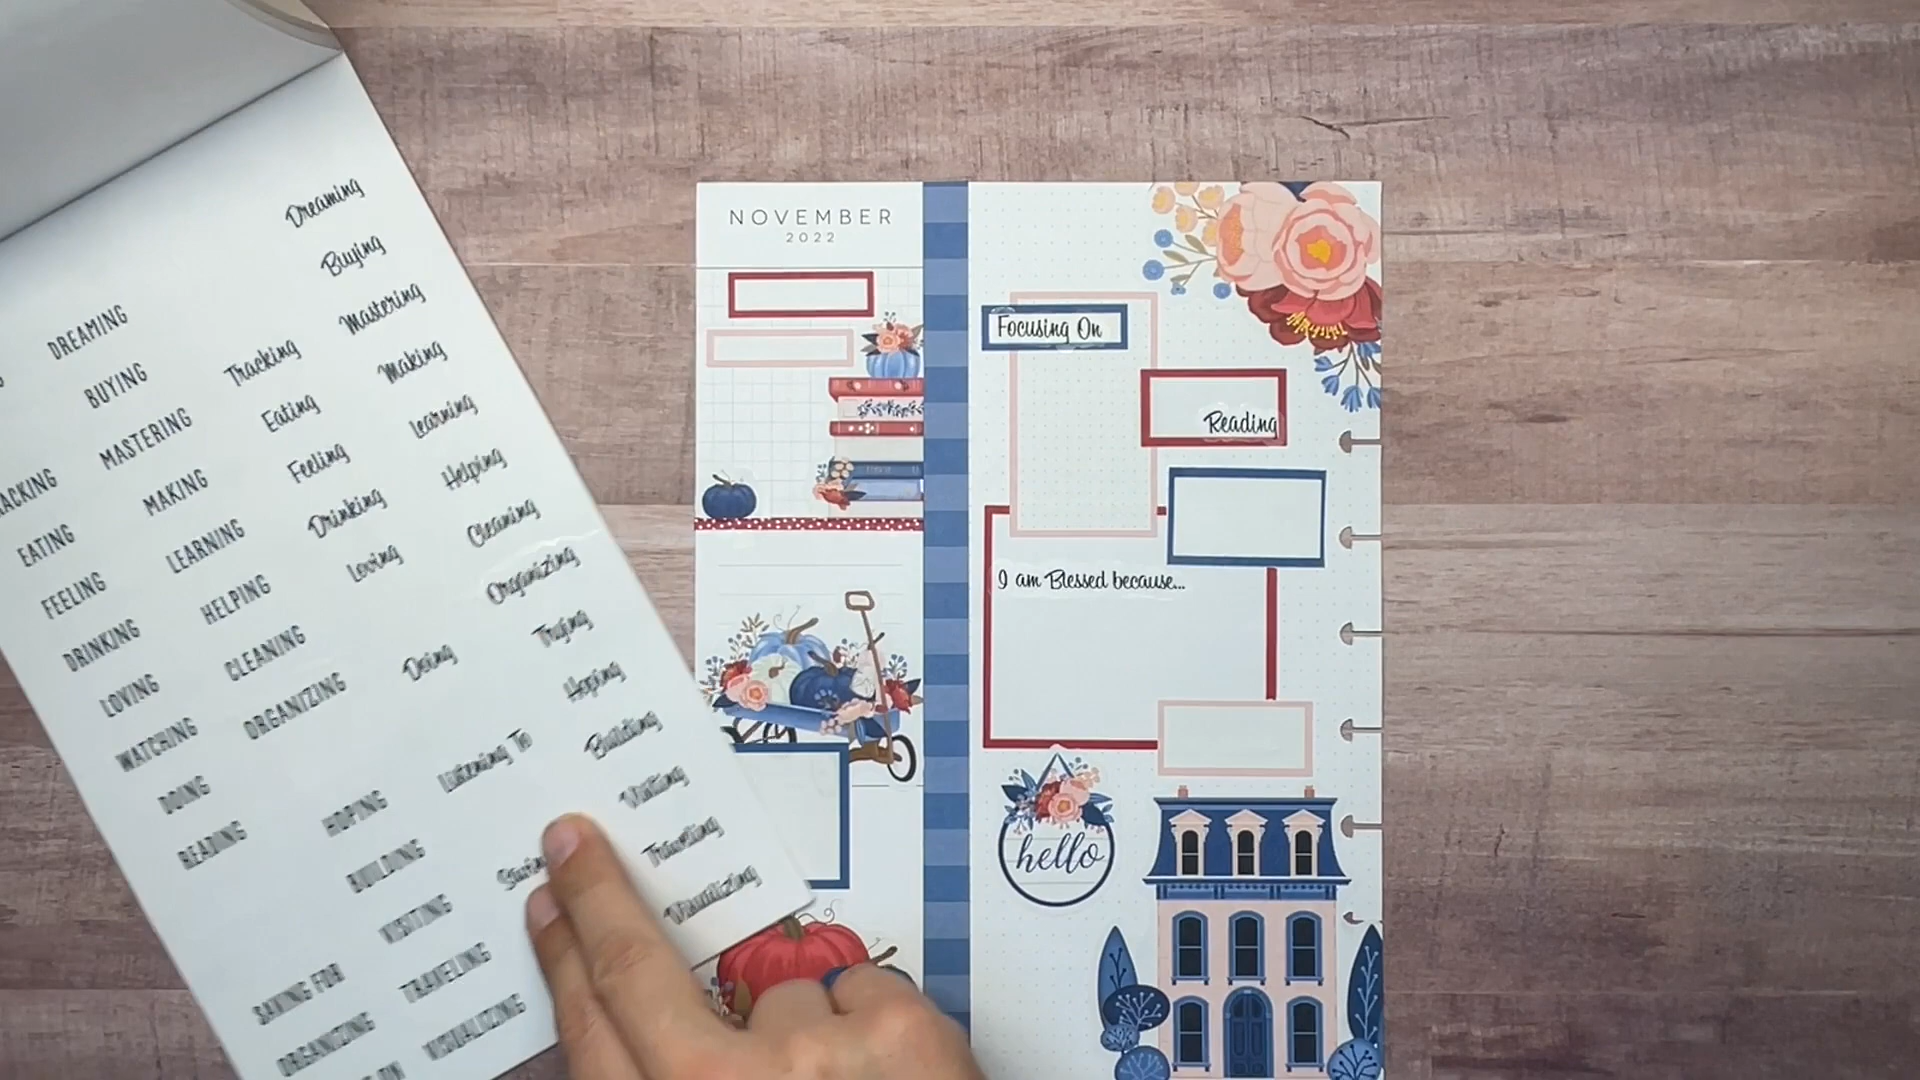 Dreaming
Buying
Mastering
Making
Learning
Helping
Cleaning
Organizing
Trying
Hoping
Building
Visiting
Traveling
Visualizing
Tracking
Eating
Feeling
Drinking
Loving
Doing
Listening To
DREAMING
BUYING
MASTERING
MAKING
LEARNING
HELPING
CLEANING
ORGANIZING
HOPING
BUILDING
VISITING
TRAVELING
VISUALIZING
EATING
FEELING
DRINKING
LOVING
WATCHING
DOING
READING
SAVING FOR
ORGANIZING
NOVEMBER
2022
Focusing On
Reading
I am Blessed because...
hello